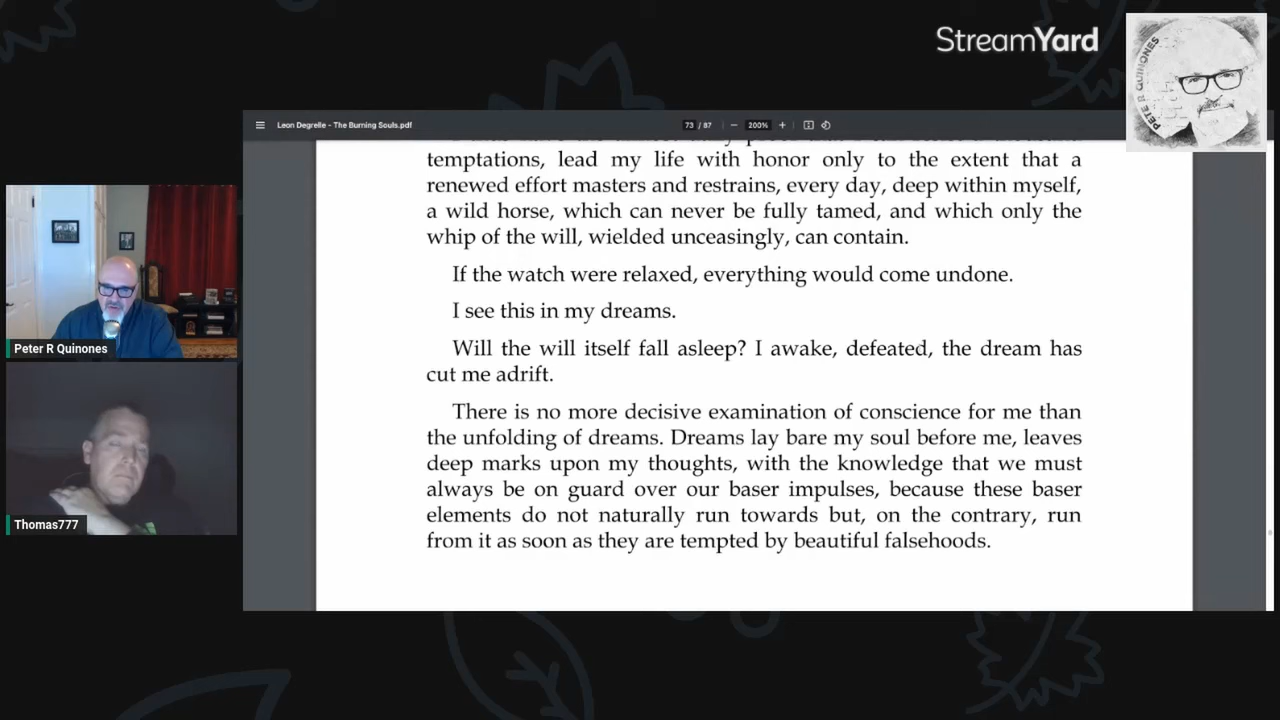 StreamYard
PETER R QUINONES
Leon Degrelle - The Burning Souls.pdf
73 / 87
200%
temptations, lead my life with honor only to the extent that a
renewed effort masters and restrains, every day, deep within myself,
a wild horse, which can never be fully tamed, and which only the
whip of the will, wielded unceasingly, can contain.
If the watch were relaxed, everything would come undone.
I see this in my dreams.
Will the will itself fall asleep? I awake, defeated, the dream has
cut me adrift.
There is no more decisive examination of conscience for me than
the unfolding of dreams. Dreams lay bare my soul before me, leaves
deep marks upon my thoughts, with the knowledge that we must
always be on guard over our baser impulses, because these baser
elements do not naturally run towards but, on the contrary, run
from it as soon as they are tempted by beautiful falsehoods.
Peter R Quinones
Thomas777